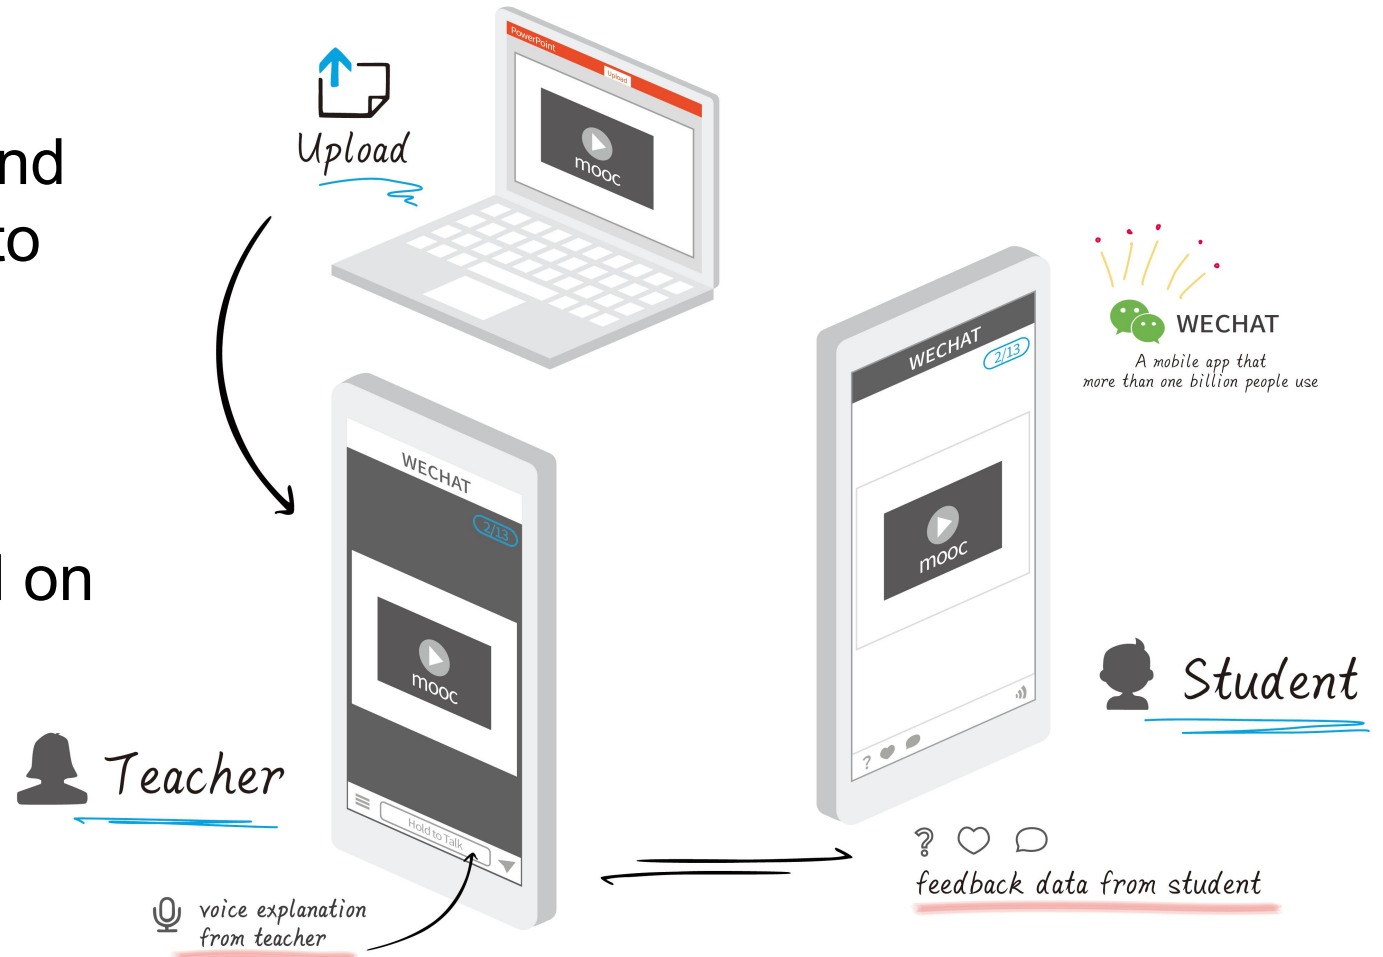 nd
to
on
Upload
PowerPoint
Upload
mooc
WECHAT
2/13
mooc
Hold to Talk
Teacher
voice explanation
from teacher
WECHAT
2/13
mooc
?
WECHAT
A mobile app that
more than one billion people use
Student
?
feedback data from student